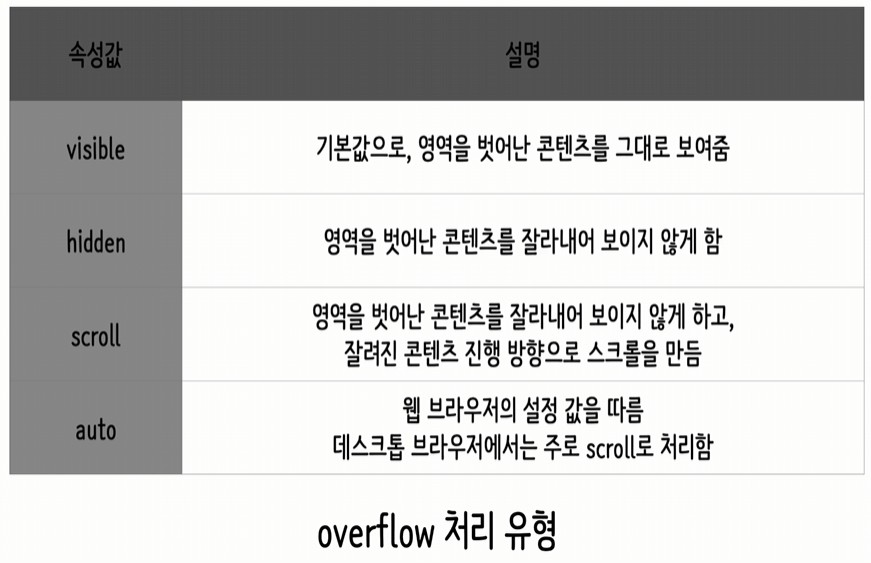 속성값 설명
visible 기본값으로, 영역을 벗어난 콘텐츠를 그대로 보여줌
hidden 영역을 벗어난 콘텐츠를 잘라내어 보이지 않게 함
scroll 영역을 벗어난 콘텐츠를 잘라내어 보이지 않게 하고,
잘려진 콘텐츠 진행 방향으로 스크롤을 만듬
auto 웹 브라우저의 설정 값을 따름
데스크톱 브라우저에서는 주로 scroll로 처리함
overflow 처리 유형